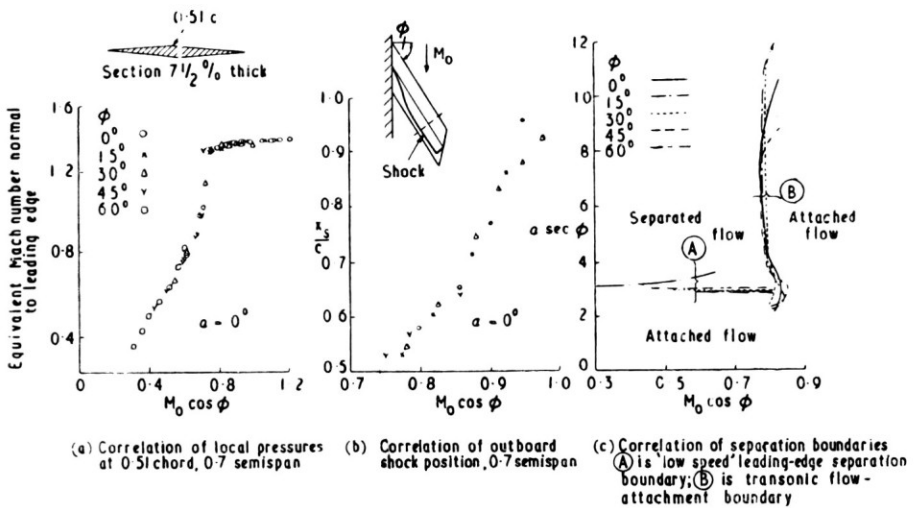 0·51 c
Section 7 1/2 % thick
Equivalent Mach number normal
to leading edge
1·6
1·2
0·8
0·4
ϕ
0°
15°
30°
45°
60°
a = 0°
0
0·4
0·8
1·2
M₀ cos ϕ
(a) Correlation of local pressures
at 0·51 chord, 0·7 semispan
ϕ
M₀
Shock
1·0
0·9
0·8
0·7
0·6
0·5
a = 0°
0·7
0·8
0·9
1·0
M₀ cos ϕ
(b) Correlation of outboard
shock position, 0·7 semispan
12
10
8
6
4
2
0
a sec ϕ
ϕ
0°
15°
30°
45°
60°
Separated
flow
A
B
Attached
flow
Attached flow
0·3
0·7
0·9
M₀ cos ϕ
(c) Correlation of separation boundaries
A is 'low speed' leading-edge separation
boundary; B is transonic flow-
attachment boundary